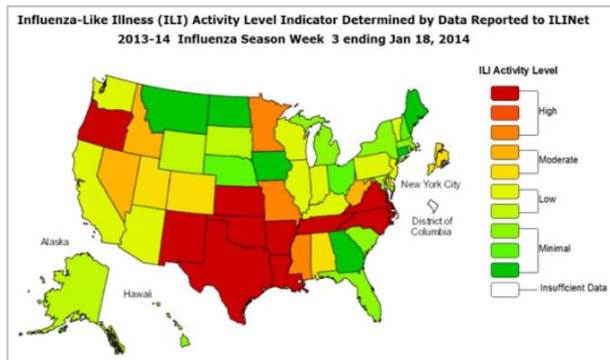 Influenza-Like Illness (ILI) Activity Level Indicator Determined by Data Reported to ILINet
2013-14 Influenza Season Week 3 ending Jan 18, 2014
ILI Activity Level
High
Moderate
Low
New York City
District of
Columbia
Minimal
Alaska
Hawaii
Insufficient Data